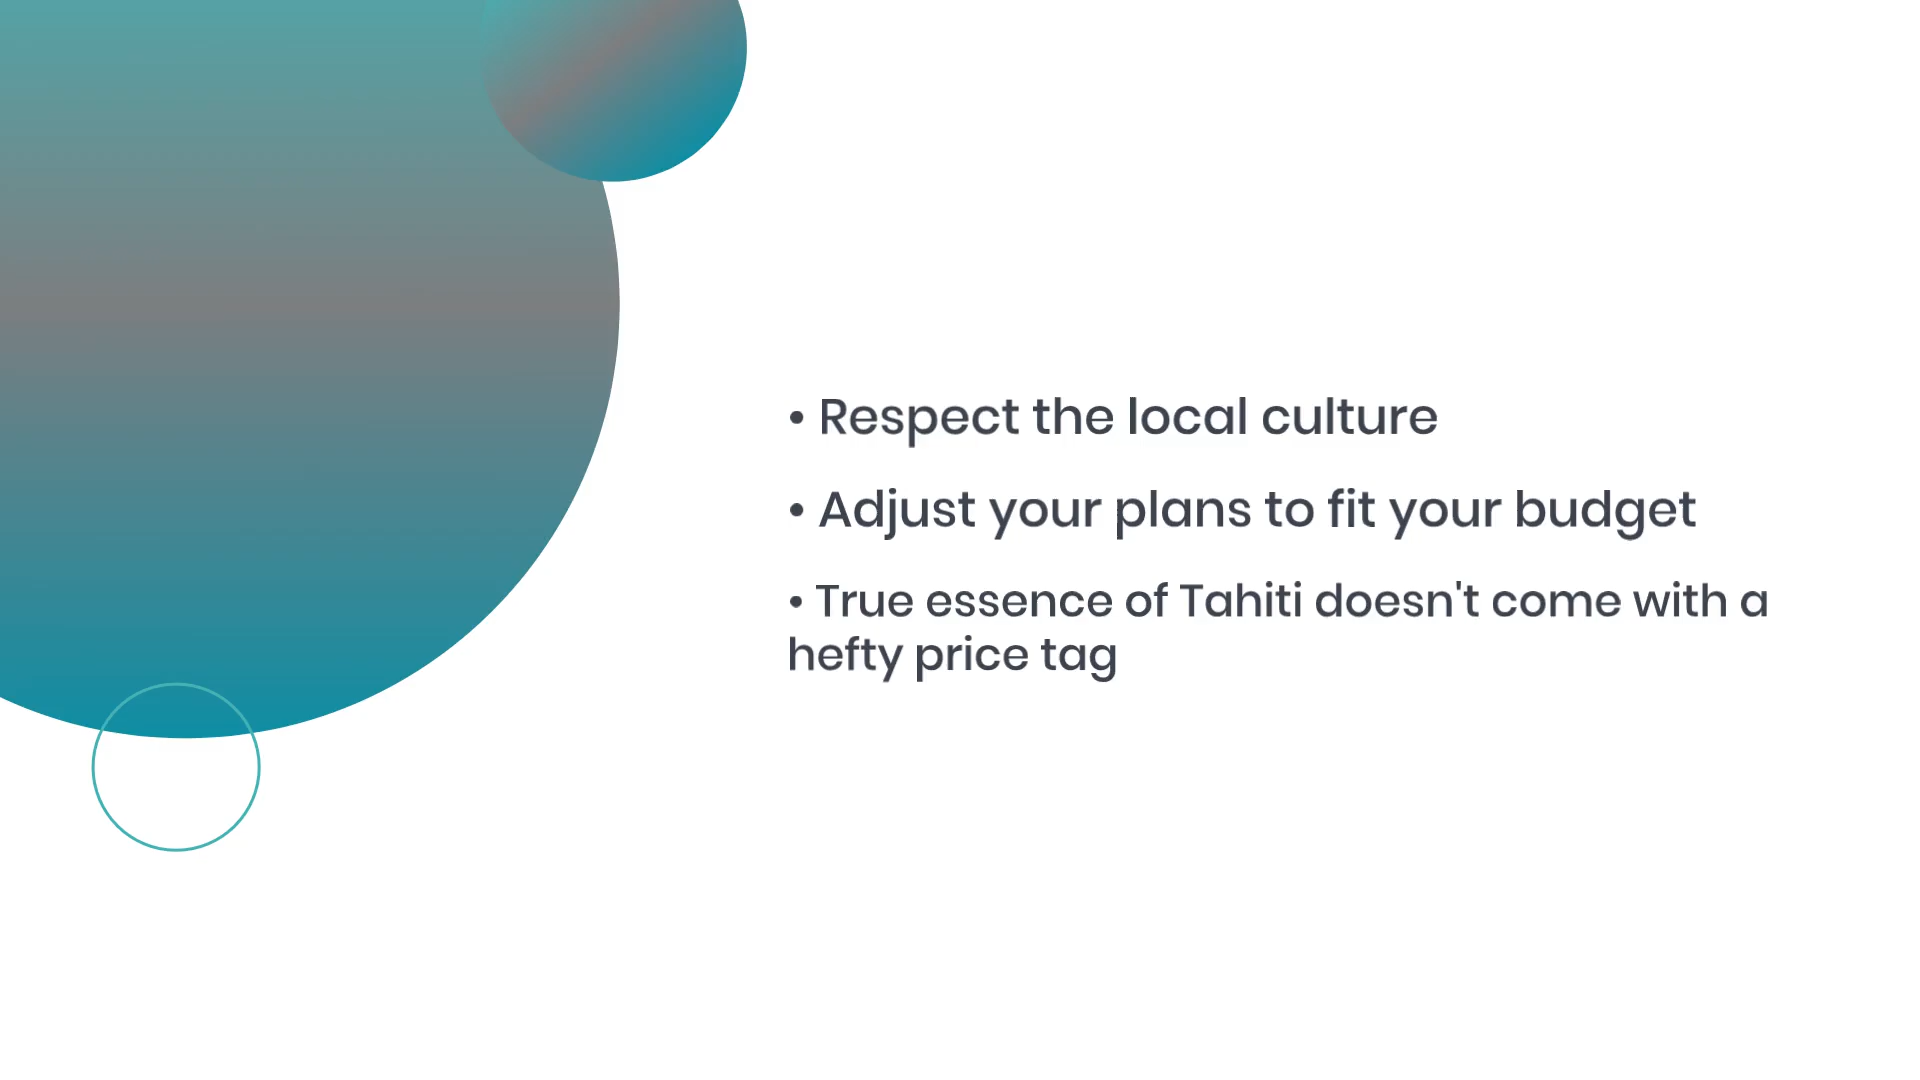 • Respect the local culture
• Adjust your plans to fit your budget
• True essence of Tahiti doesn't come with a
hefty price tag